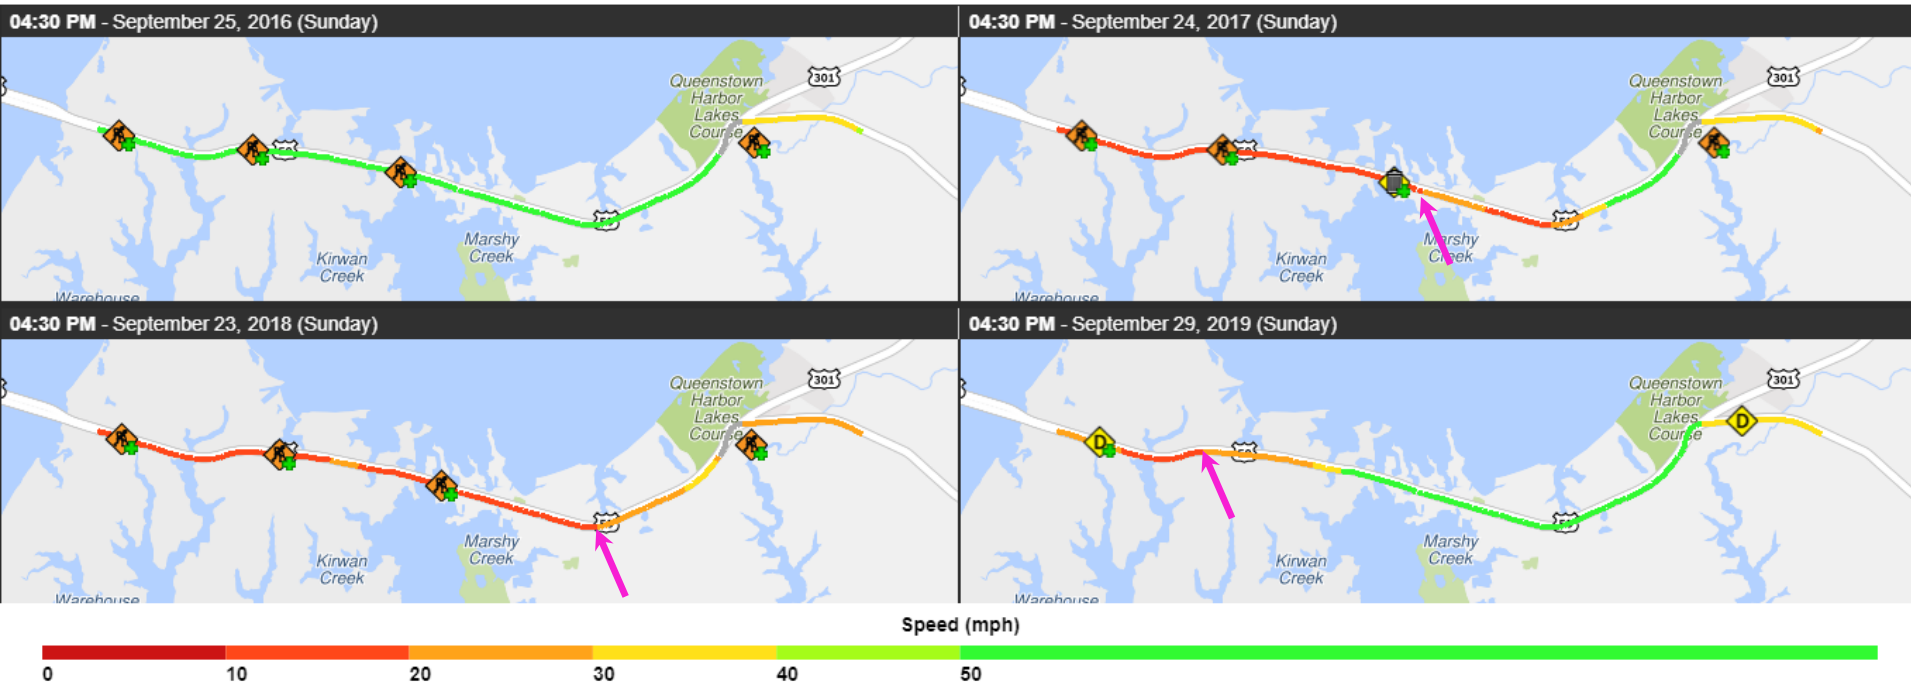 04:30 PM - September 25, 2016 (Sunday)
301
Queenstown
Harbor
Lakes
Course
Marshy
Creek
Kirwan
Creek
Warehouse
04:30 PM - September 24, 2017 (Sunday)
301
Queenstown
Harbor
Lakes
Course
Marshy
Creek
Kirwan
Creek
Warehouse
04:30 PM - September 23, 2018 (Sunday)
301
Queenstown
Harbor
Lakes
Course
Marshy
Creek
Kirwan
Creek
Warehouse
04:30 PM - September 29, 2019 (Sunday)
301
Queenstown
Harbor
Lakes
Course
D
D
Marshy
Creek
Kirwan
Creek
Warehouse
Speed (mph)
0 10 20 30 40 50